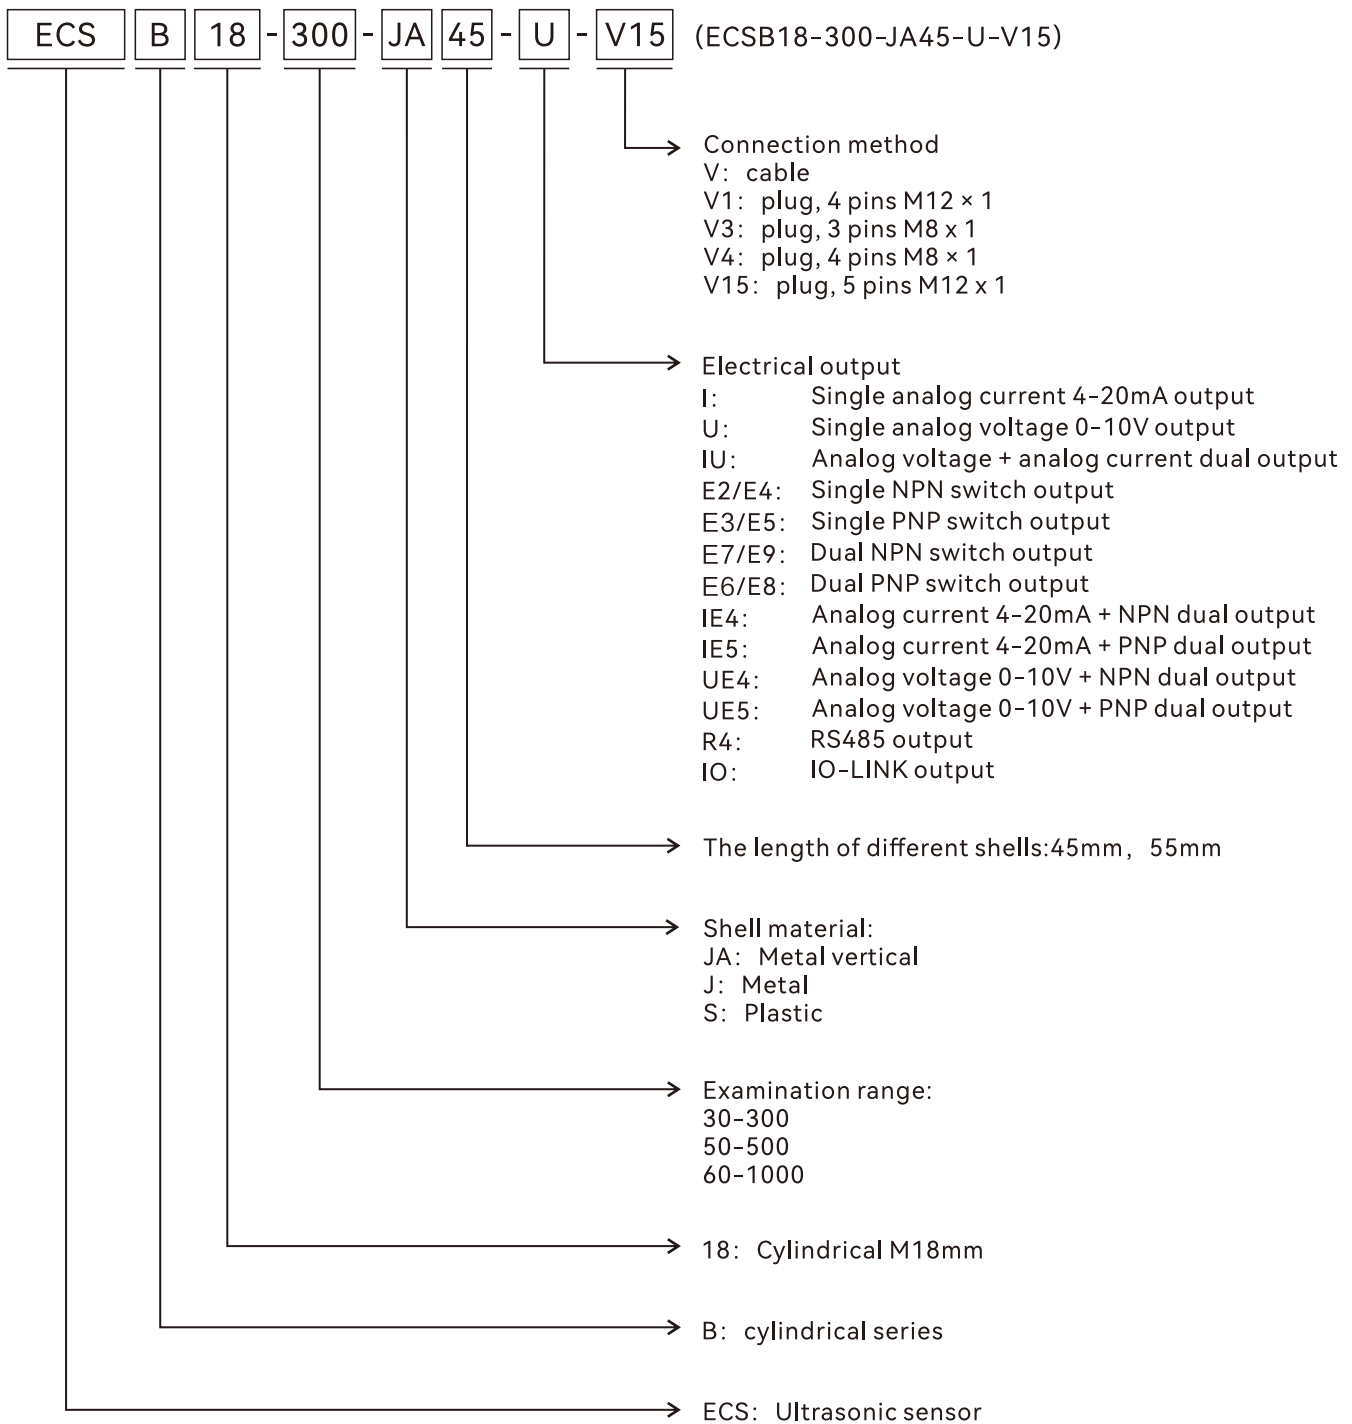 ECS B 18 - 300 - JA 45 - U - V15 (ECSB18-300-JA45-U-V15)
Connection method
V: cable
V1: plug, 4 pins M12 × 1
V3: plug, 3 pins M8 x 1
V4: plug, 4 pins M8 × 1
V15: plug, 5 pins M12 x 1
Electrical output
I: Single analog current 4-20mA output
U: Single analog voltage 0-10V output
IU: Analog voltage + analog current dual output
E2/E4: Single NPN switch output
E3/E5: Single PNP switch output
E7/E9: Dual NPN switch output
E6/E8: Dual PNP switch output
IE4: Analog current 4-20mA + NPN dual output
IE5: Analog current 4-20mA + PNP dual output
UE4: Analog voltage 0-10V + NPN dual output
UE5: Analog voltage 0-10V + PNP dual output
R4: RS485 output
IO: IO-LINK output
The length of different shells:45mm, 55mm
Shell material:
JA: Metal vertical
J: Metal
S: Plastic
Examination range:
30-300
50-500
60-1000
18: Cylindrical M18mm
B: cylindrical series
ECS: Ultrasonic sensor